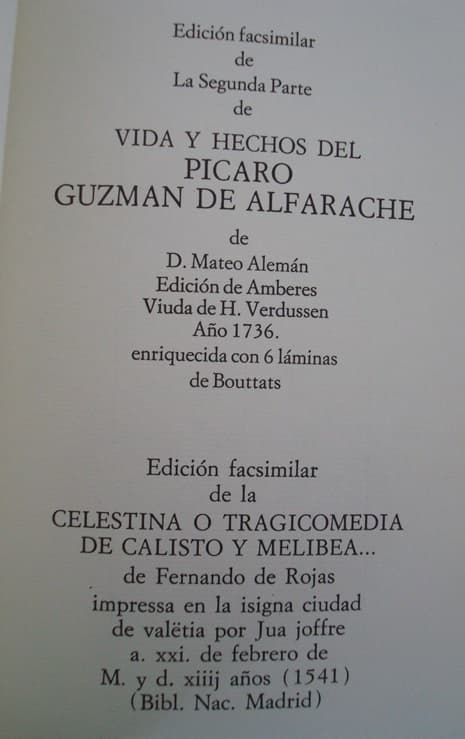 Edición facsimilar
de
La Segunda Parte
de
VIDA Y HECHOS DEL
PICARO
GUZMAN DE ALFARACHE
de
D. Mateo Alemán
Edición de Amberes
Viuda de H. Verdussen
Año 1736.
enriquecida con 6 láminas
de Bouttats
Edición facsimilar
de la
CELESTINA O TRAGICOMEDIA
DE CALISTO Y MELIBEA...
de Fernando de Rojas
impressa en la isigna ciudad
de valëtia por Jua joffre
a. xxi. de febrero de
M. y d. xiiij años (1541)
(Bibl. Nac. Madrid)